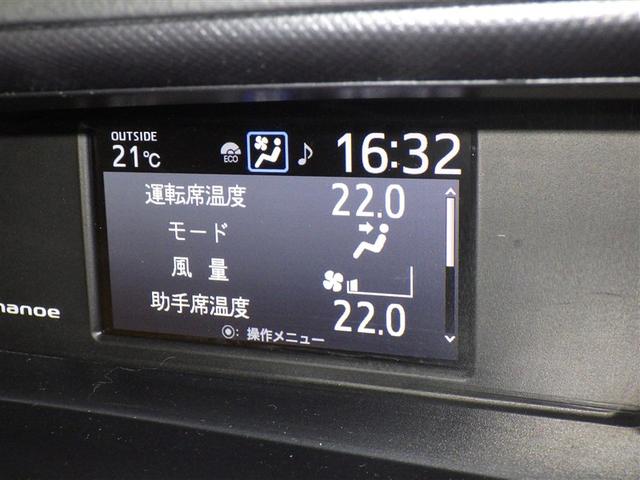 OUTSIDE
21℃
ECO
16:32
運転席温度 22.0
モード
風量
助手席温度 22.0
: 操作メニュー
nanoe